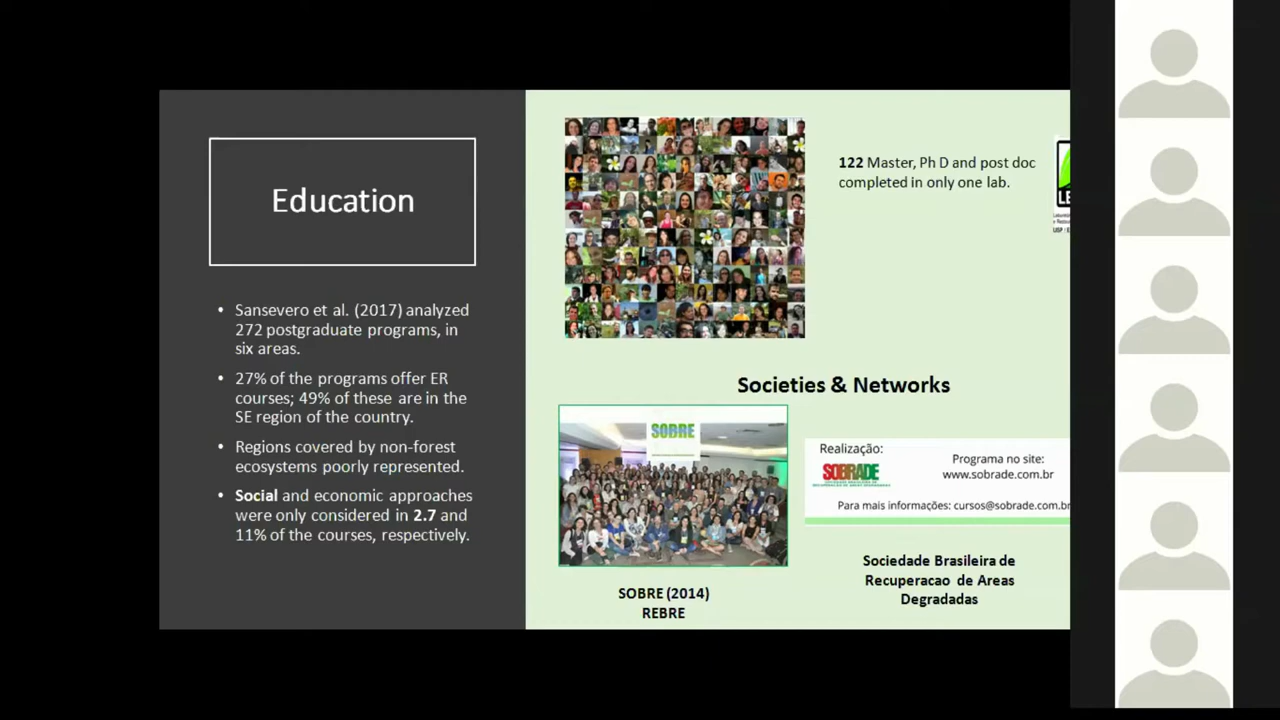 Education
• Sansevero et al. (2017) analyzed
272 postgraduate programs, in
six areas.
• 27% of the programs offer ER
courses; 49% of these are in the
SE region of the country.
• Regions covered by non-forest
ecosystems poorly represented.
• Social and economic approaches
were only considered in 2.7 and
11% of the courses, respectively.
122 Master, Ph D and post doc
completed in only one lab.
LE
Societies & Networks
SOBRE
SOBRE (2014)
REBRE
Realização:
SOBRADE
Programa no site:
www.sobrade.com.br
Para mais informações: cursos@sobrade.com.br
Sociedade Brasileira de
Recuperacao de Areas
Degradadas